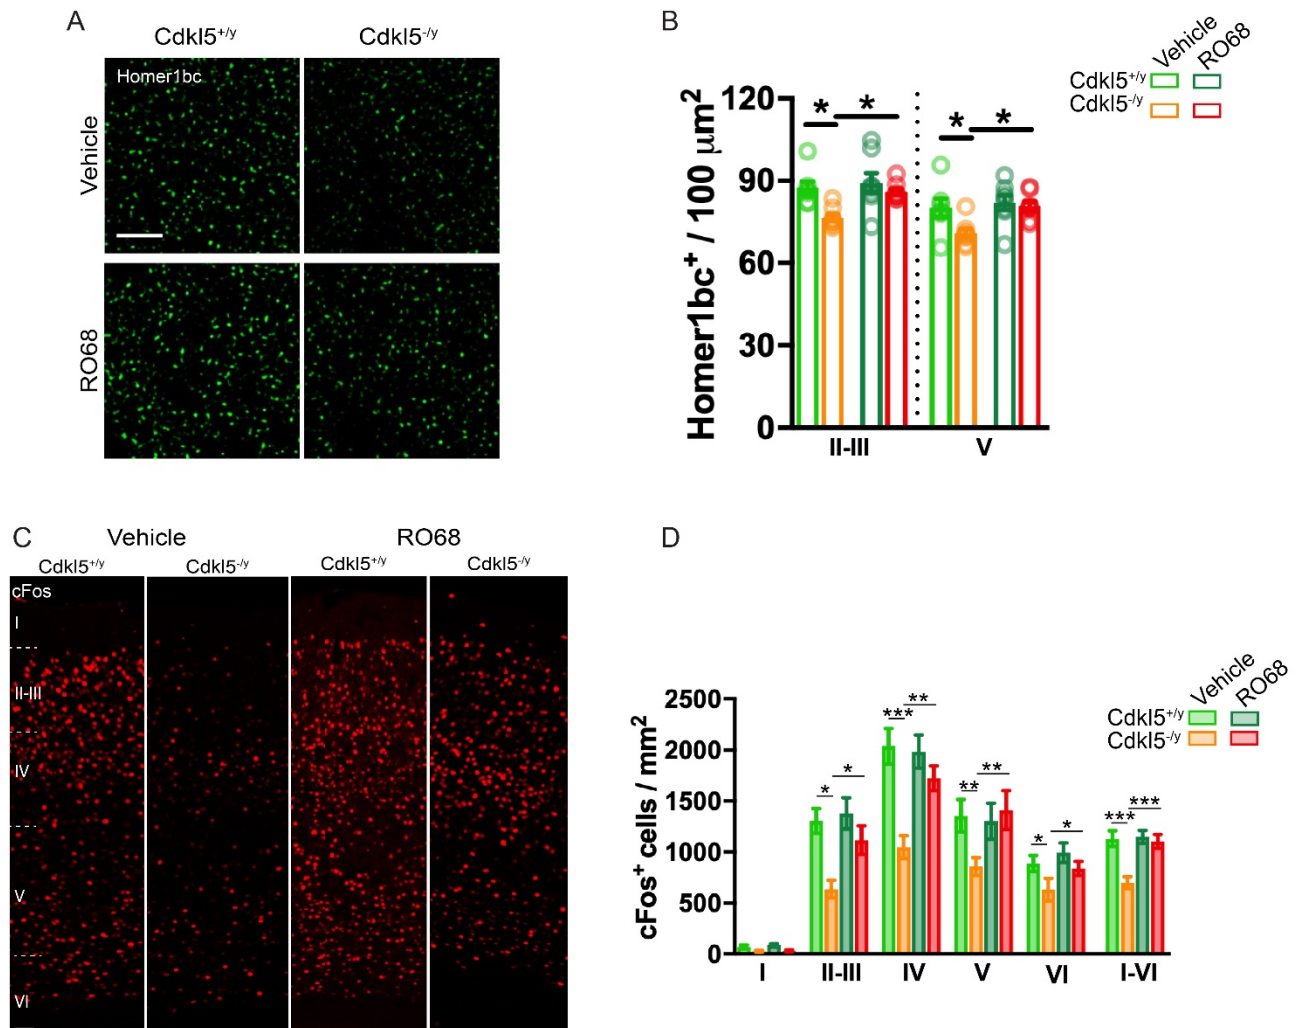 A
Cdkl5+/y Cdkl5-/y
Homer1bc
Vehicle
RO68
B
Vehicle
RO68
Cdkl5+/y
Cdkl5-/y
Homer1bc+ / 100 µm2
120
90
60
30
0
* * * *
II-III V
C
Vehicle RO68
Cdkl5+/y Cdkl5-/y Cdkl5+/y Cdkl5-/y
cFos
I
II-III
IV
V
VI
D
Vehicle
RO68
Cdkl5+/y
Cdkl5-/y
cFos+ cells / mm2
2500
2000
1500
1000
500
0
* * *** ** ** ** * * *** ***
I II-III IV V VI I-VI